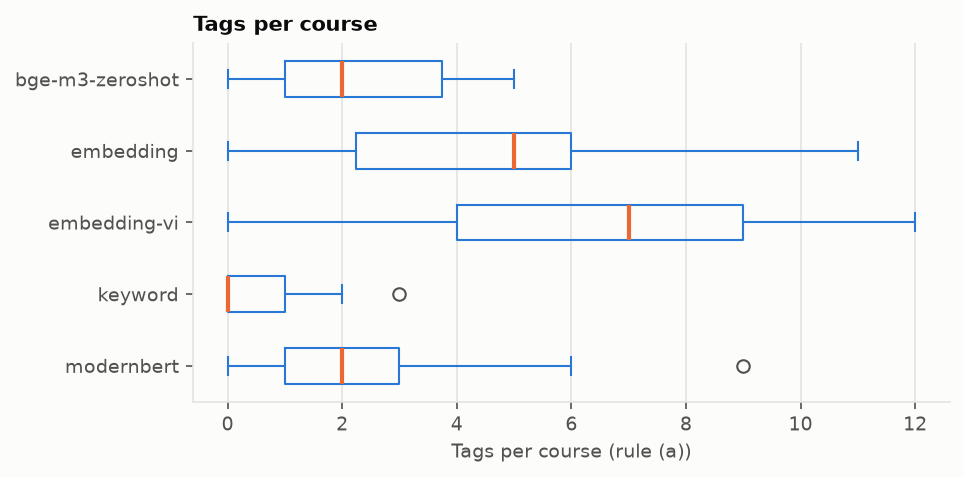 Tags per course
bge-m3-zeroshot
embedding
embedding-vi
keyword
modernbert
0 2 4 6 8 10 12
Tags per course (rule (a))